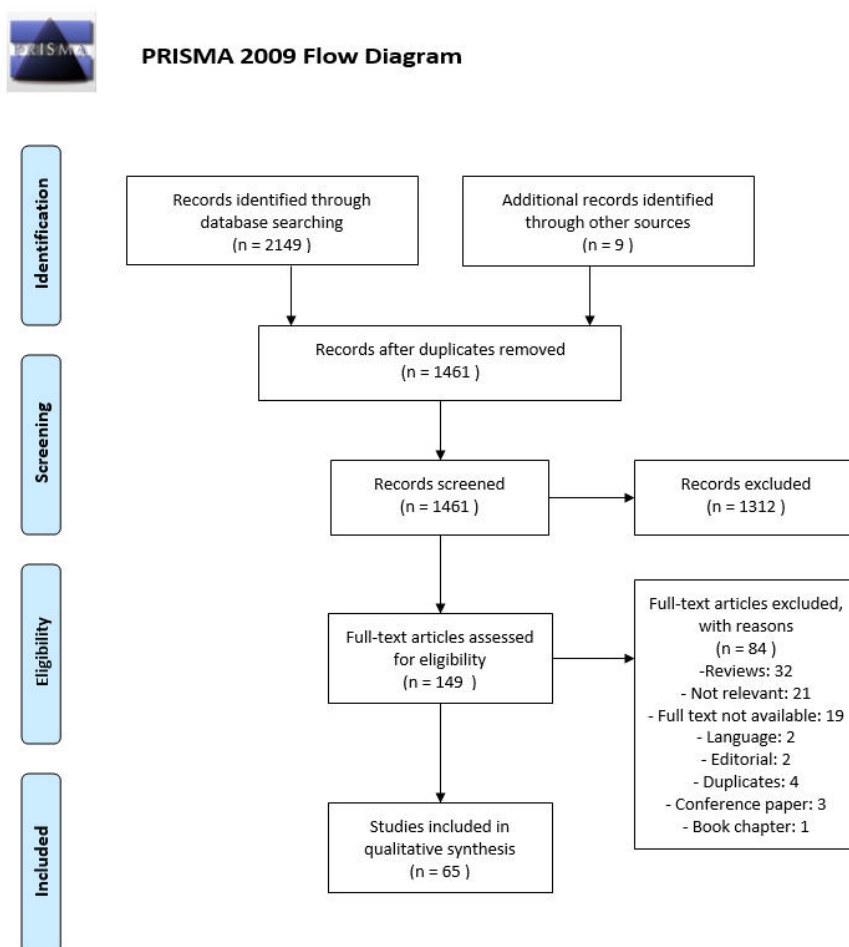 PRISMA
PRISMA 2009 Flow Diagram
Identification
Records identified through
database searching
(n = 2149 )
Additional records identified
through other sources
(n = 9 )
Records after duplicates removed
(n = 1461 )
Screening
Records screened
(n = 1461 )
Records excluded
(n = 1312 )
Eligibility
Full-text articles assessed
for eligibility
(n = 149 )
Full-text articles excluded,
with reasons
(n = 84 )
-Reviews: 32
- Not relevant: 21
- Full text not available: 19
- Language: 2
- Editorial: 2
- Duplicates: 4
- Conference paper: 3
- Book chapter: 1
Included
Studies included in
qualitative synthesis
(n = 65 )